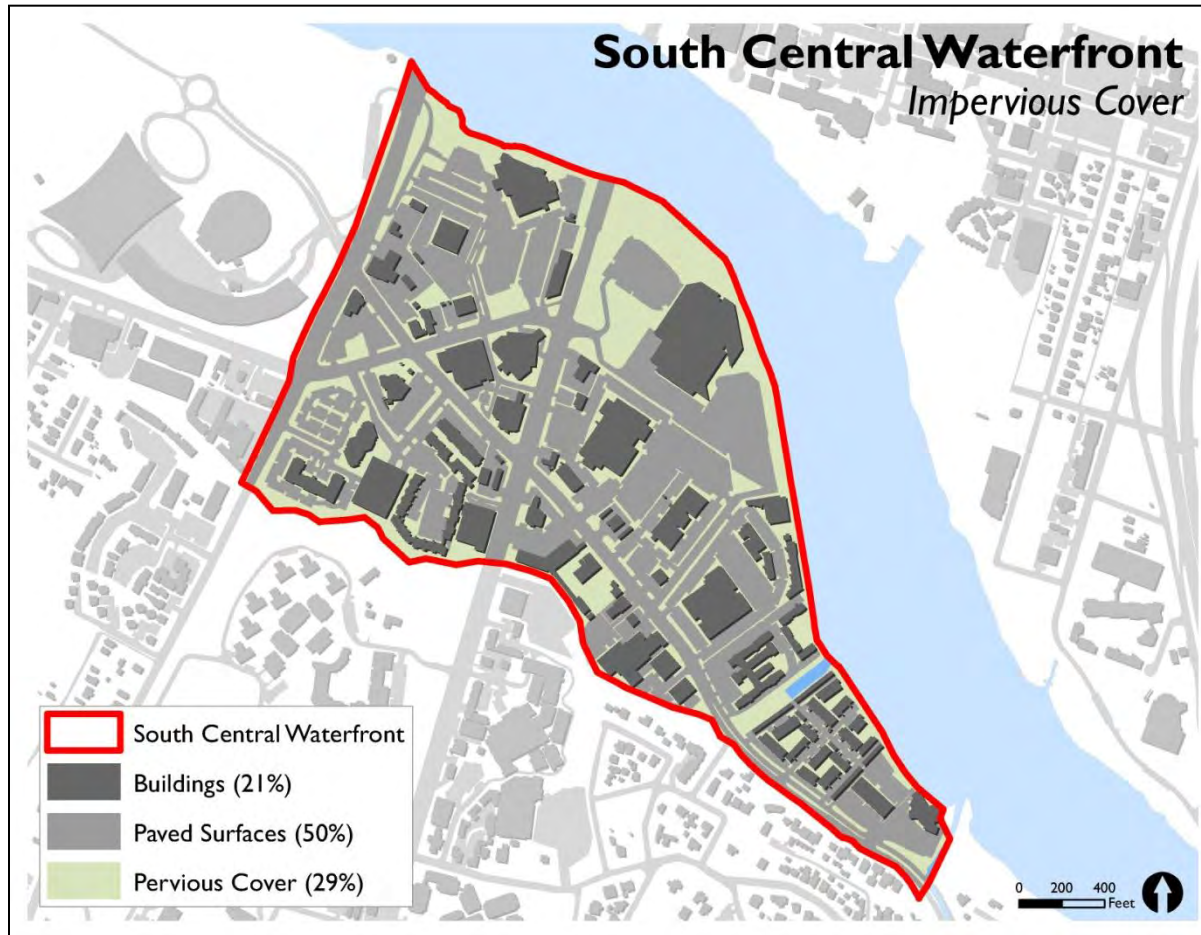 South Central Waterfront
Impervious Cover
South Central Waterfront
Buildings (21%)
Paved Surfaces (50%)
Pervious Cover (29%)
0 200 400
Feet